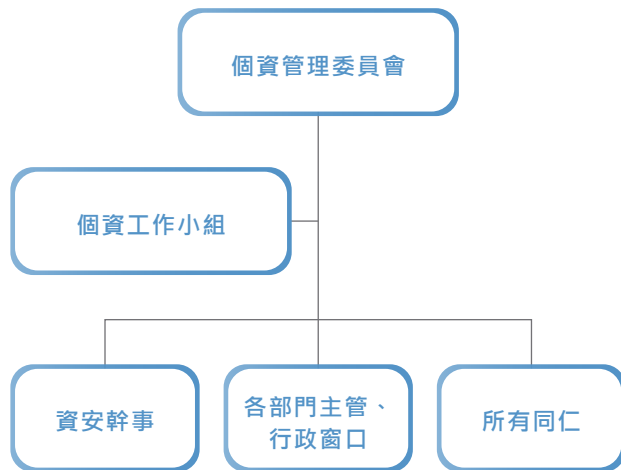 個資管理委員會
個資工作小組
資安幹事
各部門主管、
行政窗口
所有同仁